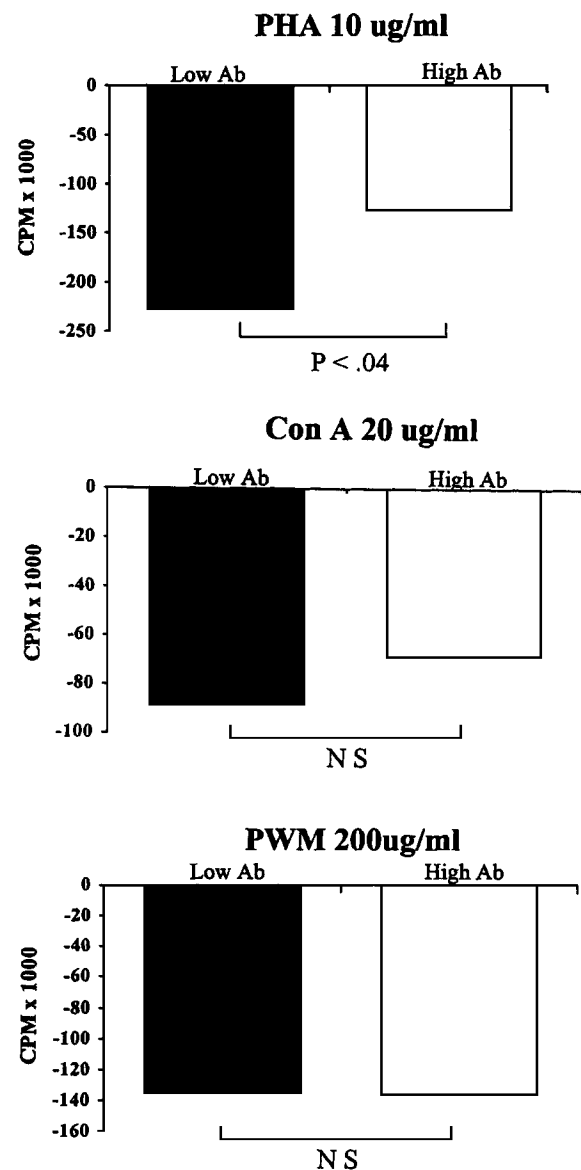 PHA 10 ug/ml
Low Ab High Ab
0
-50
-100
-150
-200
-250
CPM x 1000
P < .04
Con A 20 ug/ml
Low Ab High Ab
0
-20
-40
-60
-80
-100
CPM x 1000
N S
PWM 200ug/ml
Low Ab High Ab
0
-20
-40
-60
-80
-100
-120
-140
-160
CPM x 1000
N S